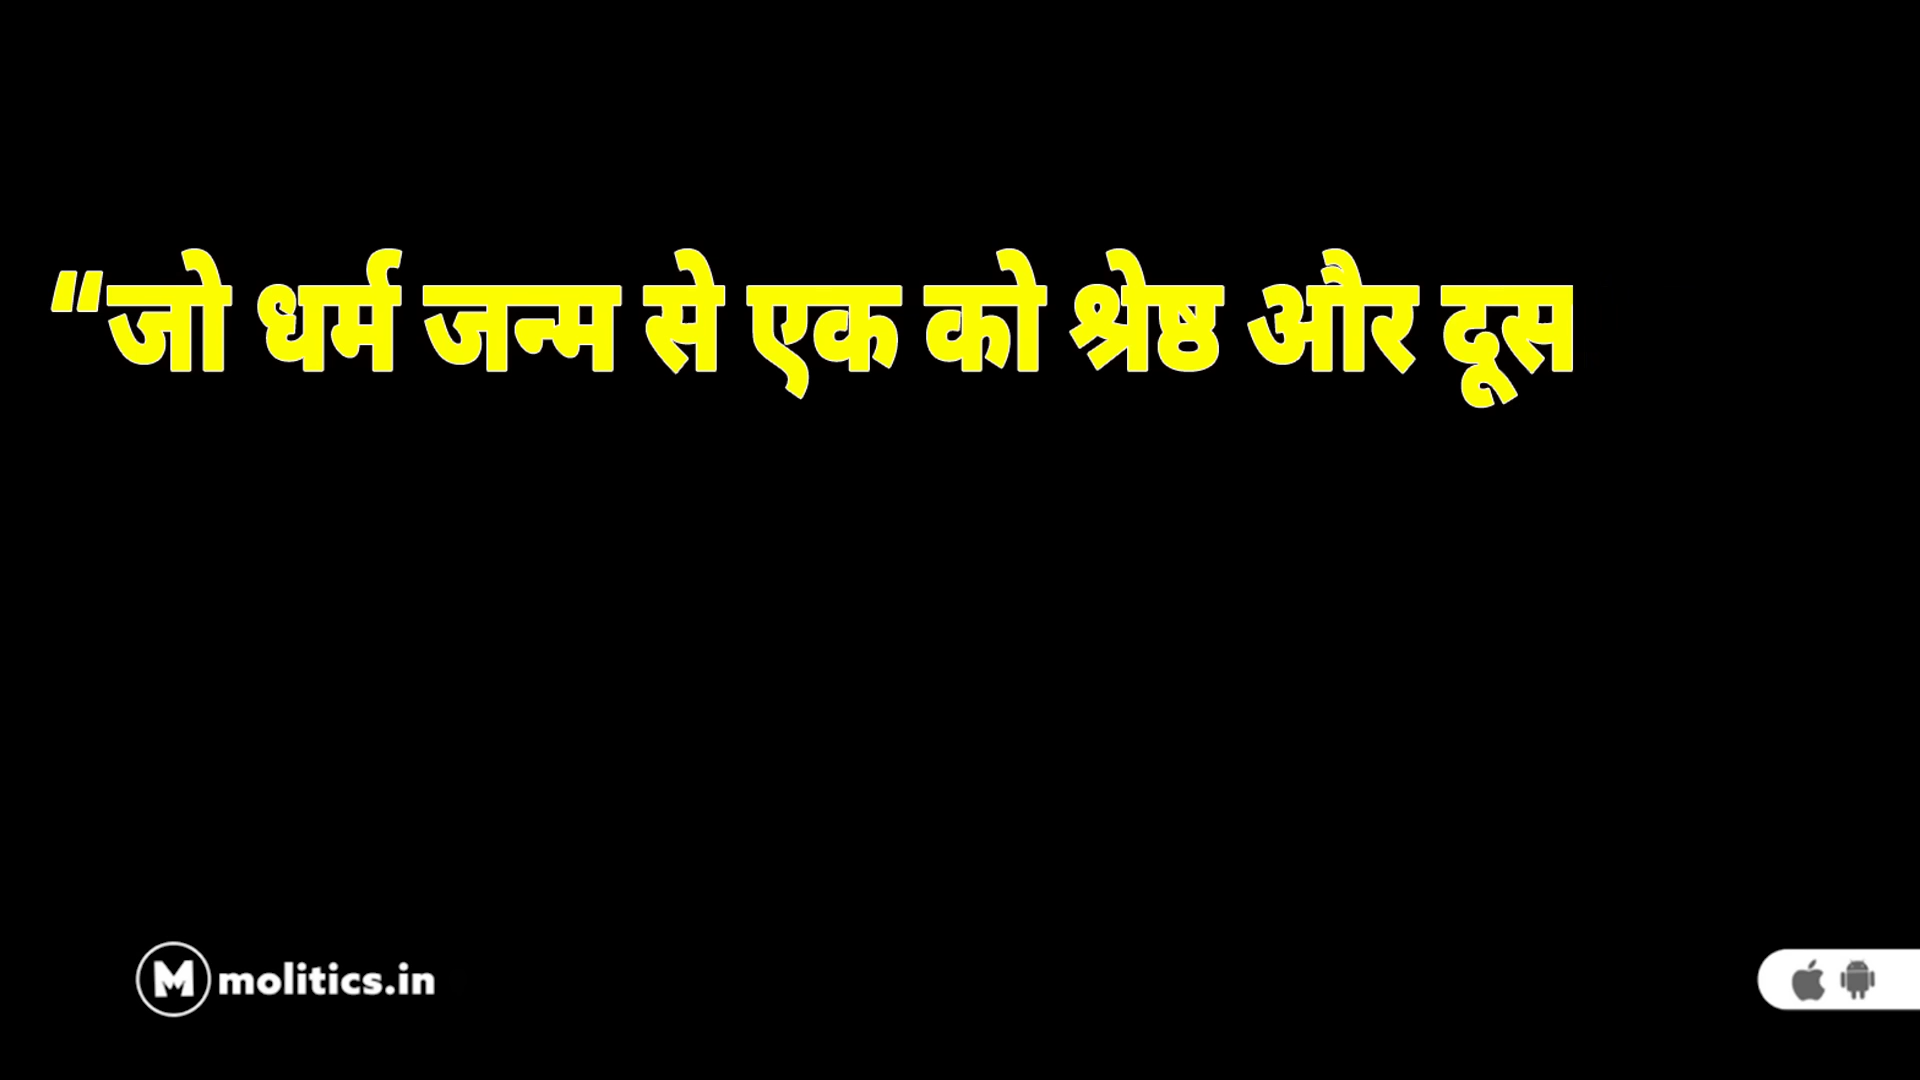 “जो धर्म जन्म से एक को श्रेष्ठ और दूस
M molitics.in